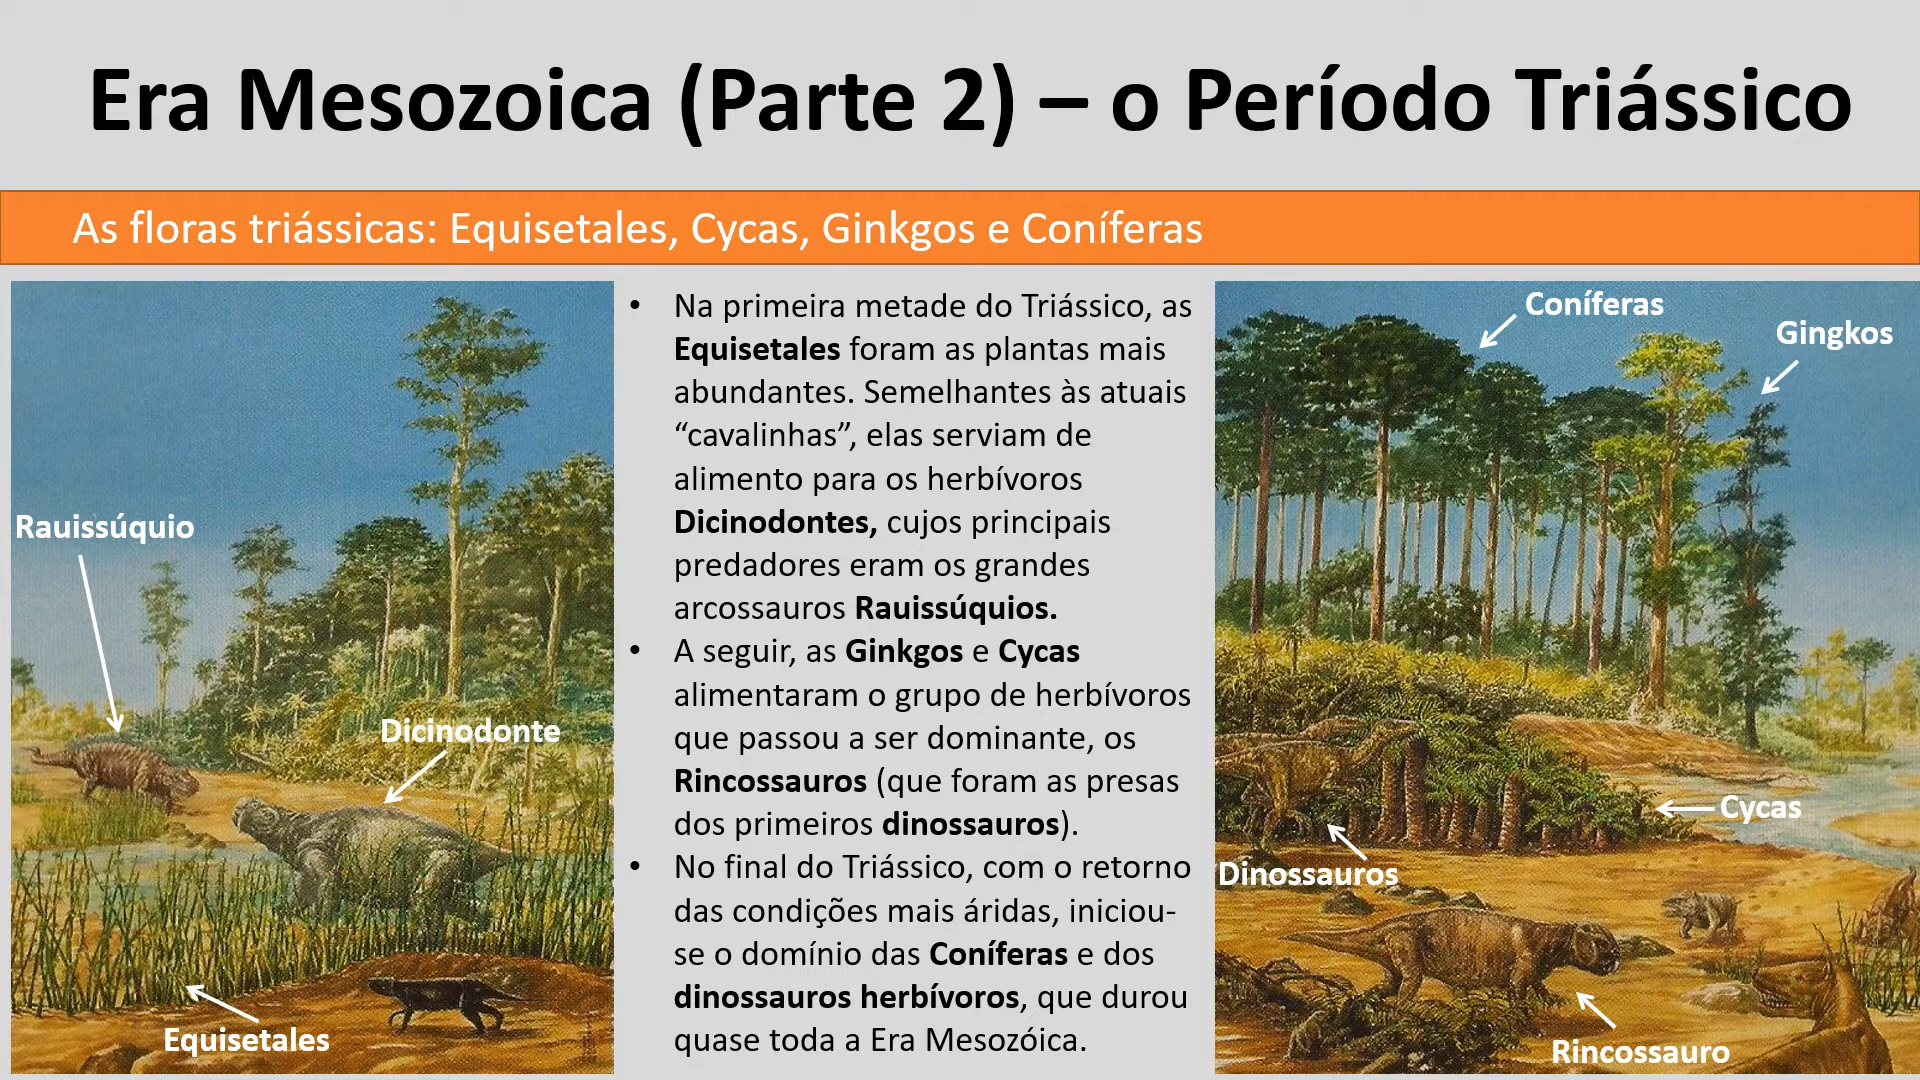 Era Mesozoica (Parte 2) – o Período Triássico
As floras triássicas: Equisetales, Cycas, Ginkgos e Coníferas
Rauissúquio
Dicinodonte
Equisetales
• Na primeira metade do Triássico, as
Equisetales foram as plantas mais
abundantes. Semelhantes às atuais
“cavalinhas”, elas serviam de
alimento para os herbívoros
Dicinodontes, cujos principais
predadores eram os grandes
arcossauros Rauissúquios.
• A seguir, as Ginkgos e Cycas
alimentaram o grupo de herbívoros
que passou a ser dominante, os
Rincossauros (que foram as presas
dos primeiros dinossauros).
• No final do Triássico, com o retorno
das condições mais áridas, iniciou-
se o domínio das Coníferas e dos
dinossauros herbívoros, que durou
quase toda a Era Mesozóica.
Coníferas
Gingkos
Cycas
Dinossauros
Rincossauro